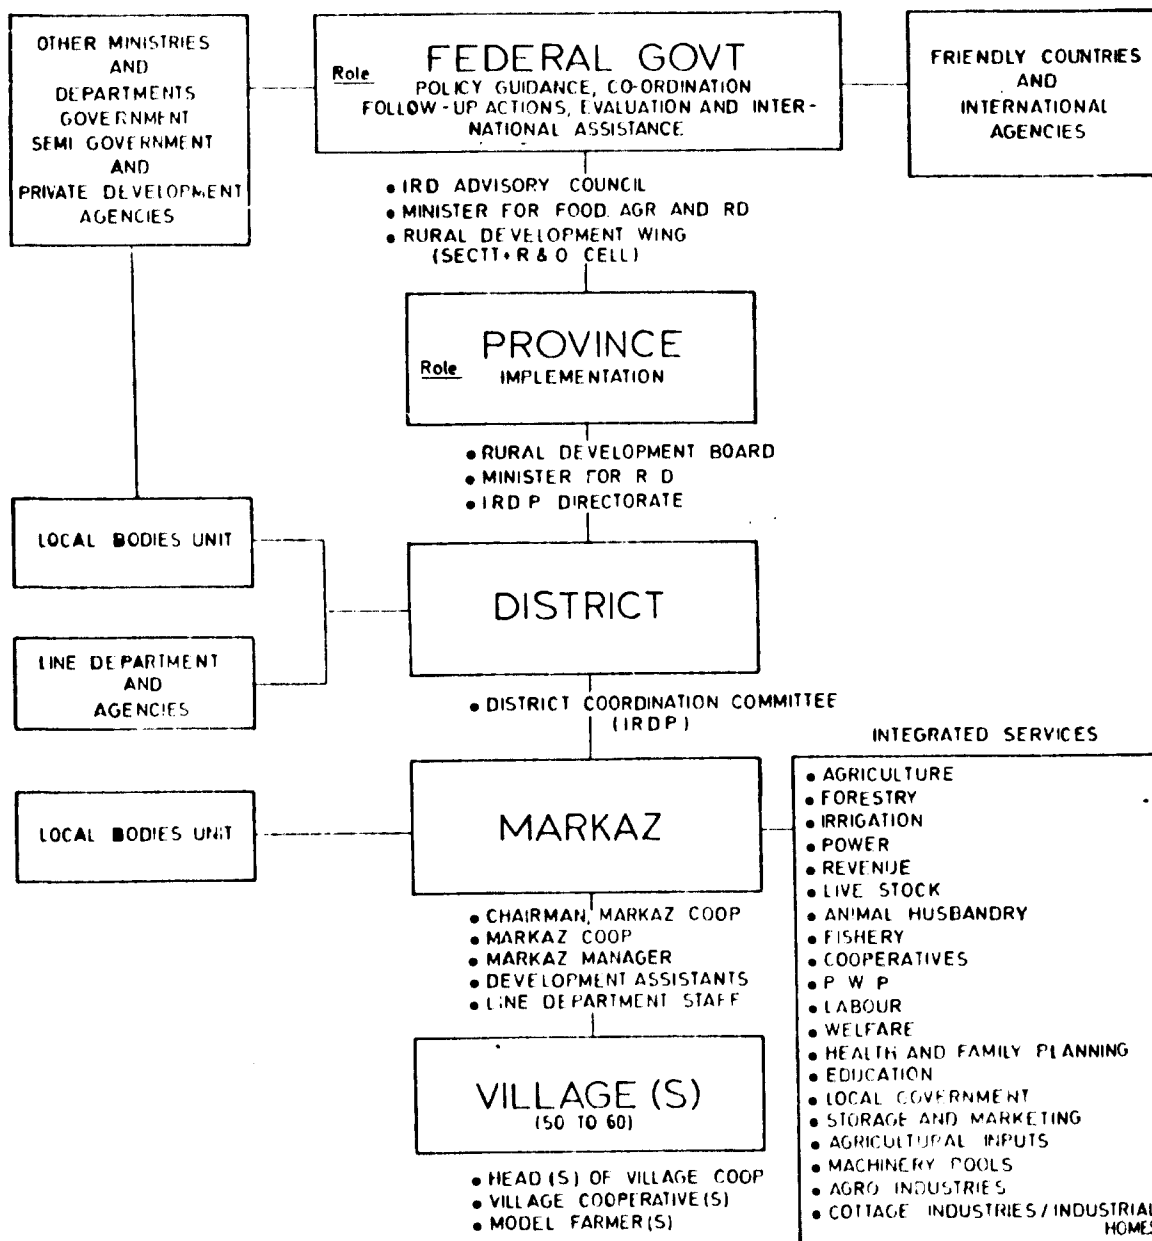 OTHER MINISTRIES
AND
DEPARTMENTS
GOVERNMENT
SEMI GOVERNMENT
AND
PRIVATE DEVELOPMENT
AGENCIES
Role
FEDERAL GOVT
POLICY GUIDANCE, CO-ORDINATION
FOLLOW-UP ACTIONS, EVALUATION AND INTER-
NATIONAL ASSISTANCE
FRIENDLY COUNTRIES
AND
INTERNATIONAL
AGENCIES
• IRD ADVISORY COUNCIL
• MINISTER FOR FOOD. AGR AND RD
• RURAL DEVELOPMENT WING
(SECTT+R & O CELL)
PROVINCE
Role
IMPLEMENTATION
• RURAL DEVELOPMENT BOARD
• MINISTER FOR R D
• IRD P DIRECTORATE
LOCAL BODIES UNIT
DISTRICT
LINE DEPARTMENT
AND
AGENCIES
• DISTRICT COORDINATION COMMITTEE
(IRDP)
LOCAL BODIES UNIT
MARKAZ
• CHAIRMAN, MARKAZ COOP
• MARKAZ COOP
• MARKAZ MANAGER
• DEVELOPMENT ASSISTANTS
• LINE DEPARTMENT STAFF
VILLAGE (S)
(50 TO 60)
• HEAD (S) OF VILLAGE COOP
• VILLAGE COOPERATIVE (S)
• MODEL FARMER (S)
INTEGRATED SERVICES
• AGRICULTURE
• FORESTRY
• IRRIGATION
• POWER
• REVENUE
• LIVE STOCK
• ANIMAL HUSBANDRY
• FISHERY
• COOPERATIVES
• P W P
• LABOUR
• WELFARE
• HEALTH AND FAMILY PLANNING
• EDUCATION
• LOCAL GOVERNMENT
• STORAGE AND MARKETING
• AGRICULTURAL INPUTS
• MACHINERY POOLS
• AGRO INDUSTRIES
• COTTAGE INDUSTRIES / INDUSTRIAL
HOMES